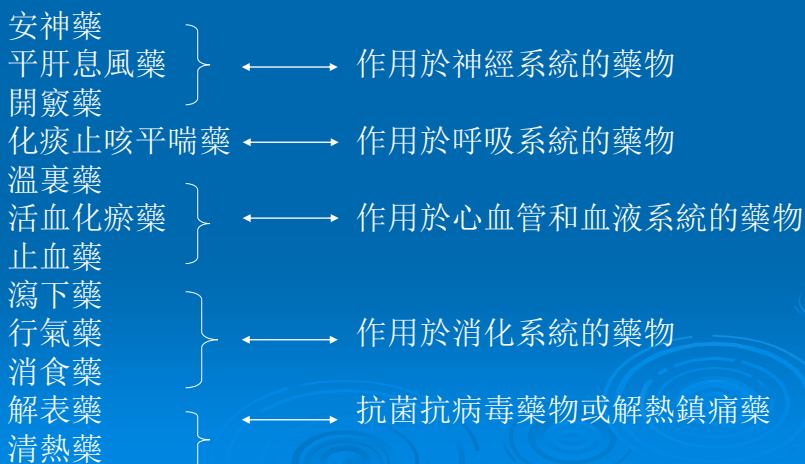 安神藥
平肝息風藥 作用於神經系統的藥物
開竅藥
化痰止咳平喘藥 作用於呼吸系統的藥物
溫裏藥
活血化瘀藥 作用於心血管和血液系統的藥物
止血藥
瀉下藥
行氣藥 作用於消化系統的藥物
消食藥
解表藥 抗菌抗病毒藥物或解熱鎮痛藥
清熱藥